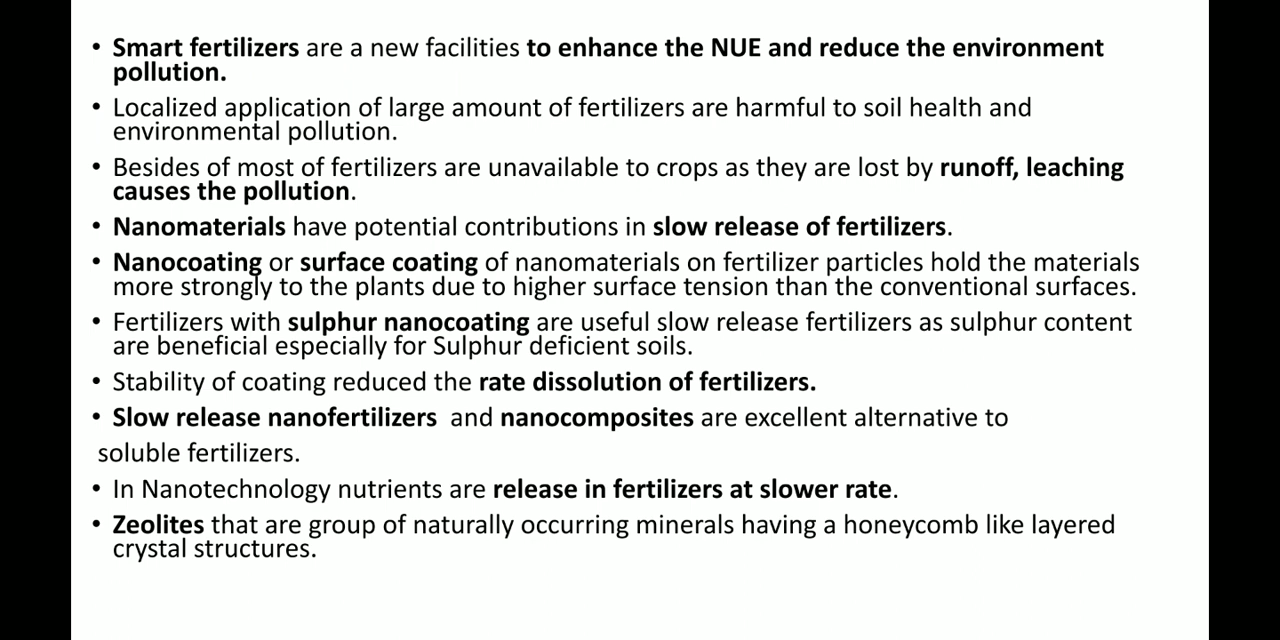 • Smart fertilizers are a new facilities to enhance the NUE and reduce the environment
pollution.
• Localized application of large amount of fertilizers are harmful to soil health and
environmental pollution.
• Besides of most of fertilizers are unavailable to crops as they are lost by runoff, leaching
causes the pollution.
• Nanomaterials have potential contributions in slow release of fertilizers.
• Nanocoating or surface coating of nanomaterials on fertilizer particles hold the materials
more strongly to the plants due to higher surface tension than the conventional surfaces.
• Fertilizers with sulphur nanocoating are useful slow release fertilizers as sulphur content
are beneficial especially for Sulphur deficient soils.
• Stability of coating reduced the rate dissolution of fertilizers.
• Slow release nanofertilizers and nanocomposites are excellent alternative to
soluble fertilizers.
• In Nanotechnology nutrients are release in fertilizers at slower rate.
• Zeolites that are group of naturally occurring minerals having a honeycomb like layered
crystal structures.